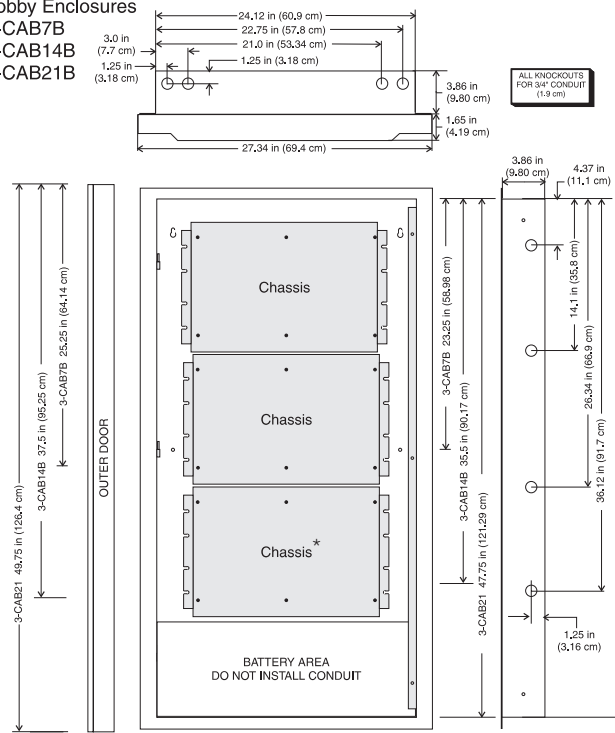 obby Enclosures
-CAB7B
-CAB14B
-CAB21B
24.12 in (60.9 cm)
22.75 in (57.8 cm)
21.0 in (53.34 cm)
3.0 in
(7.7 cm)
1.25 in
(3.18 cm)
1.25 in (3.18 cm)
3.86 in
(9.80 cm)
1.65 in
(4.19 cm)
27.34 in (69.4 cm)
ALL KNOCKOUTS
FOR 3/4" CONDUIT
(1.9 cm)
3.86 in
(9.80 cm)
4.37 in
(11.1 cm)
3-CAB21 49.75 in (126.4 cm)
3-CAB14B 37.5 in (95.25 cm)
3-CAB7B 25.25 in (64.14 cm)
OUTER DOOR
Chassis
Chassis
Chassis*
BATTERY AREA
DO NOT INSTALL CONDUIT
3-CAB7B 23.25 in (58.98 cm)
3-CAB14B 35.5 in (90.17 cm)
3-CAB21 47.75 in (121.29 cm)
14.1 in (35.8 cm)
26.34 in (66.9 cm)
36.12 in (91.7 cm)
1.25 in
(3.16 cm)